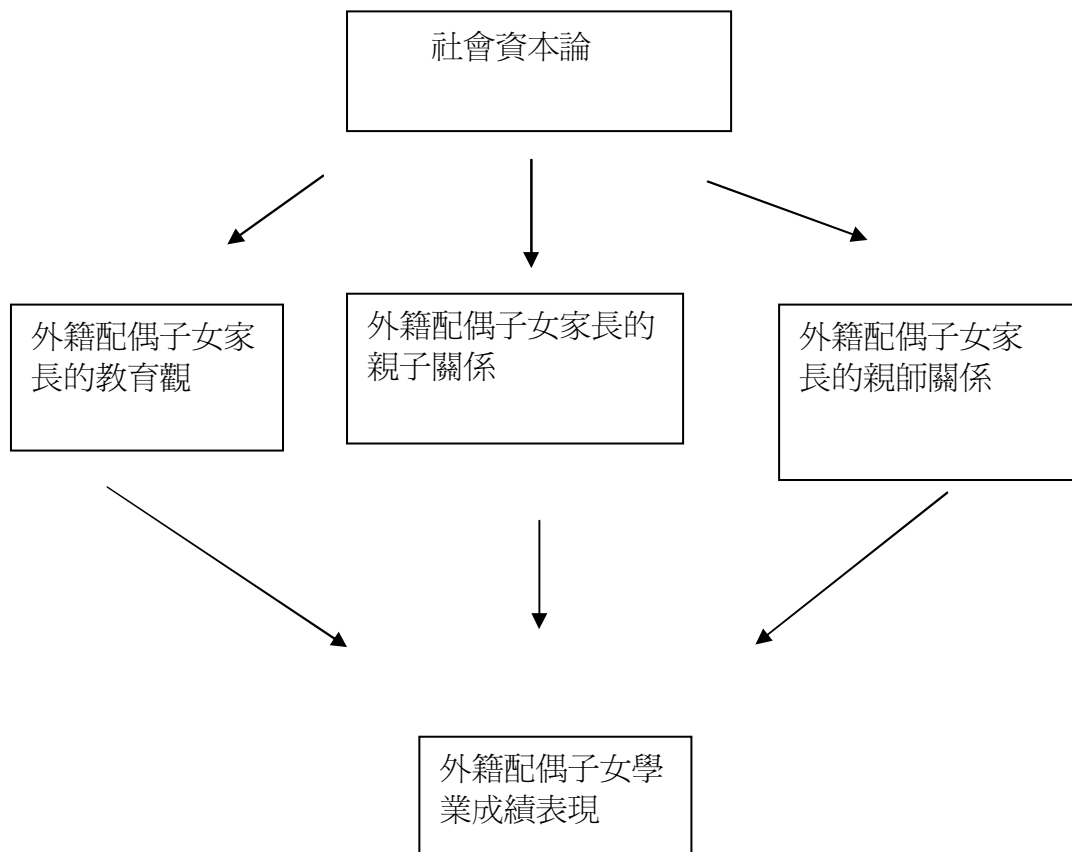 社會資本論
外籍配偶子女家
長的教育觀
外籍配偶子女家長的
親子關係
外籍配偶子女家
長的親師關係
外籍配偶子女學
業成績表現